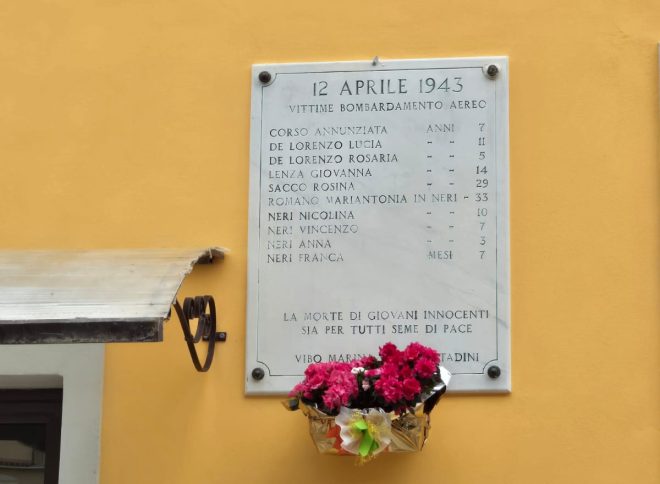 12 APRILE 1943
VITTIME BOMBARDAMENTO AEREO
CORSO ANNUNZIATA ANNI 7
DE LORENZO LUCIA - - 11
DE LORENZO ROSARIA - - 5
LENZA GIOVANNA - - 14
SACCO ROSINA - - 29
ROMANO MARIANTONIA IN NERI - 33
NERI NICOLINA - - 10
NERI VINCENZO - - 7
NERI ANNA - - 3
NERI FRANCA MESI 7
LA MORTE DI GIOVANI INNOCENTI
SIA PER TUTTI SEME DI PACE
VIBO